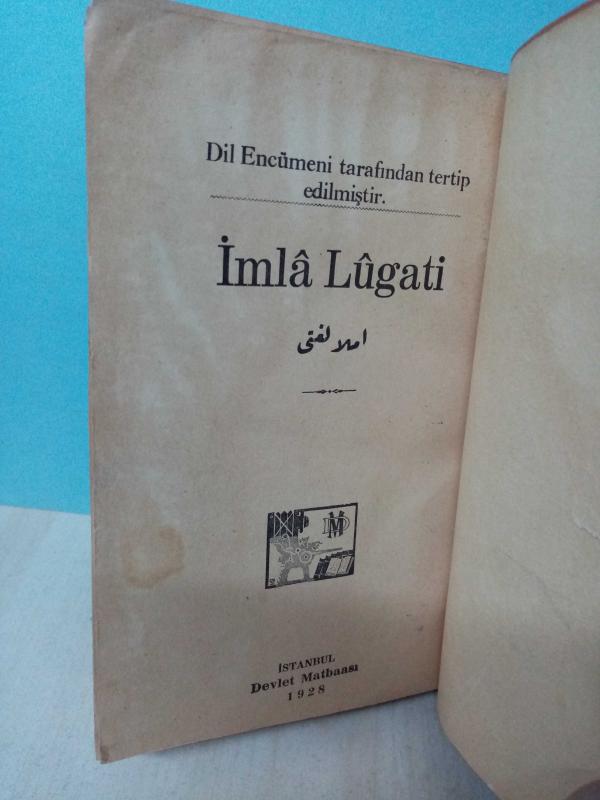 Dil Encümeni tarafından tertip
edilmiştir.
İmlâ Lûgati
املا لغتی
İSTANBUL
Devlet Matbaası
1928